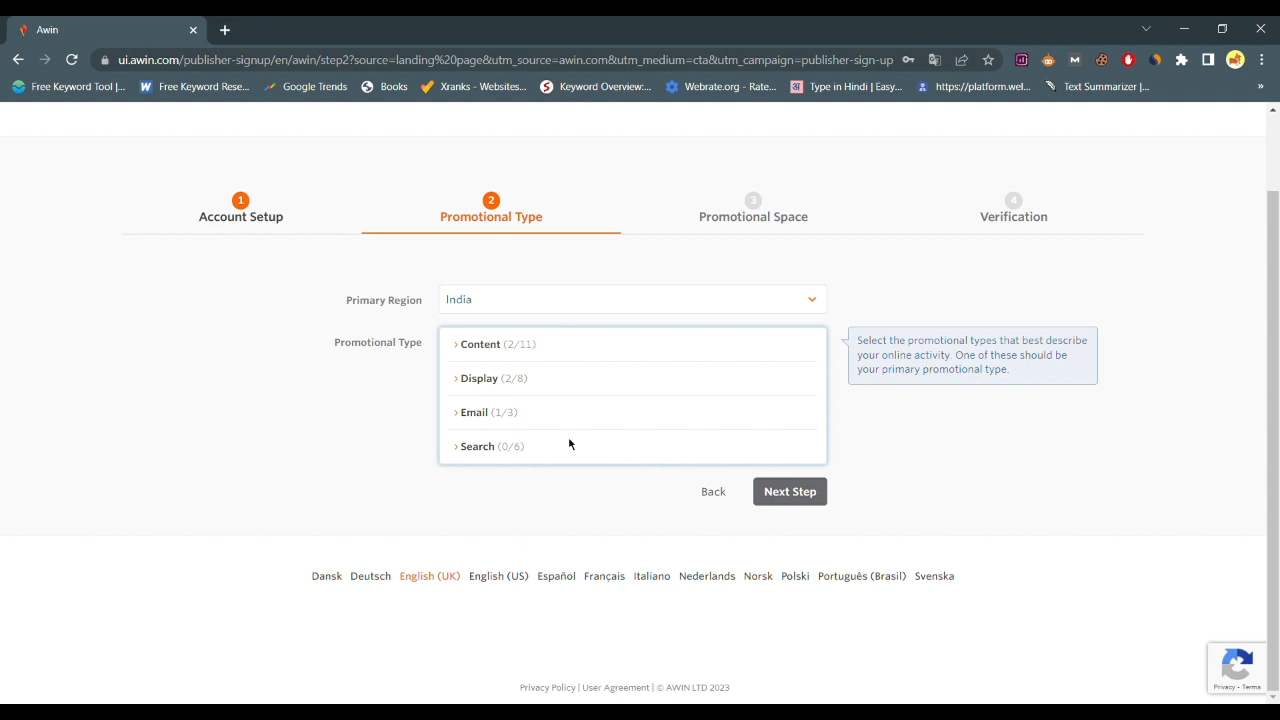 Awin
ui.awin.com/publisher-signup/en/awin/step2?source=landing%20page&utm_source=awin.com&utm_medium=cta&utm_campaign=publisher-sign-up
Free Keyword Tool |... Free Keyword Rese... Google Trends Books Xranks - Websites... Keyword Overview:... Webrate.org - Rate... अ Type in Hindi | Easy... https://platform.wel... Text Summarizer |... »
1 2 3 4
Account Setup Promotional Type Promotional Space Verification
Primary Region India
Promotional Type
Content (2/11)
Display (2/8)
Email (1/3)
Search (0/6)
Select the promotional types that best describe
your online activity. One of these should be
your primary promotional type.
Back Next Step
Dansk Deutsch English (UK) English (US) Español Français Italiano Nederlands Norsk Polski Português (Brasil) Svenska
Privacy - Terms
Privacy Policy | User Agreement | © AWIN LTD 2023